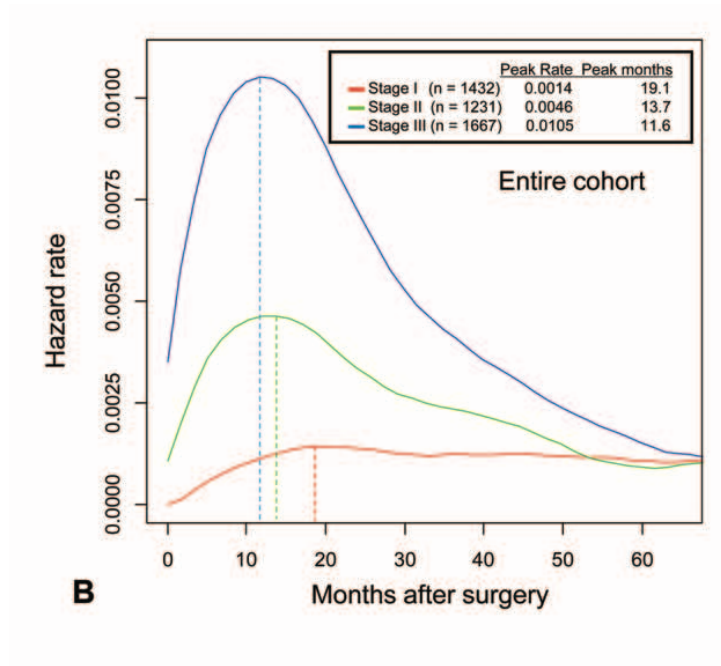 Peak Rate Peak months
Stage I (n = 1432) 0.0014 19.1
Stage II (n = 1231) 0.0046 13.7
Stage III (n = 1667) 0.0105 11.6
Entire cohort
Hazard rate
0.0100
0.0075
0.0050
0.0025
0.0000
0 10 20 30 40 50 60
Months after surgery
B